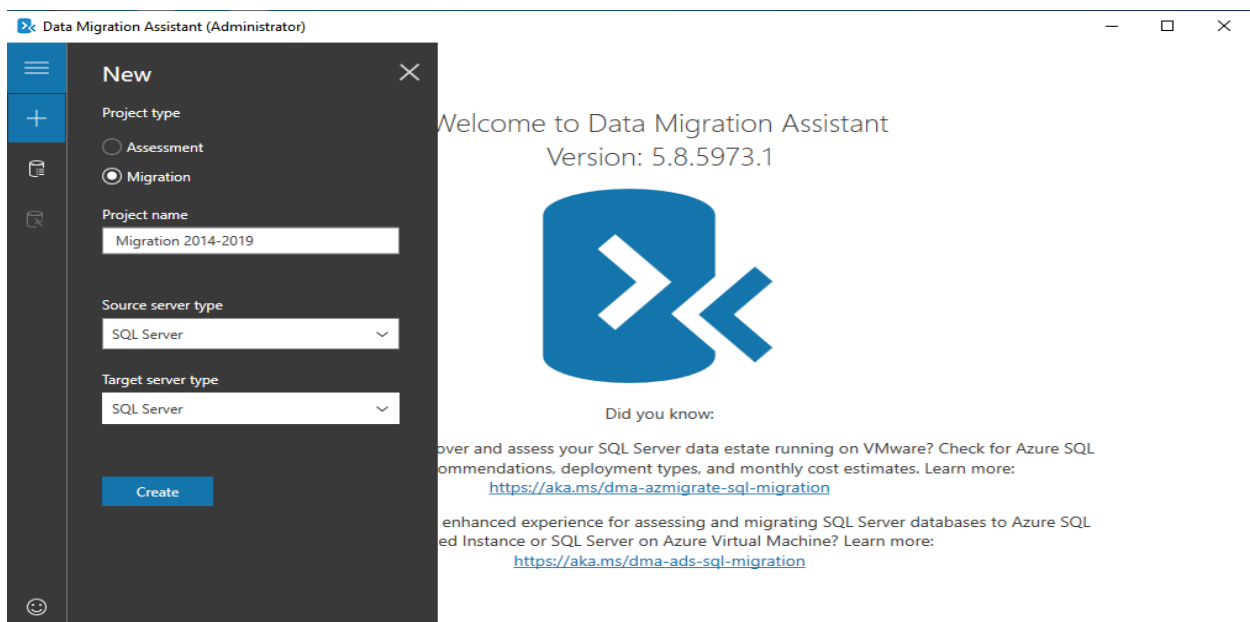 Data Migration Assistant (Administrator)
New
Project type
Assessment
Migration
Project name
Migration 2014-2019
Source server type
SQL Server
Target server type
SQL Server
Create
Welcome to Data Migration Assistant
Version: 5.8.5973.1
Did you know:
over and assess your SQL Server data estate running on VMware? Check for Azure SQL
ommendations, deployment types, and monthly cost estimates. Learn more:
https://aka.ms/dma-azmigrate-sql-migration
enhanced experience for assessing and migrating SQL Server databases to Azure SQL
ed Instance or SQL Server on Azure Virtual Machine? Learn more:
https://aka.ms/dma-ads-sql-migration